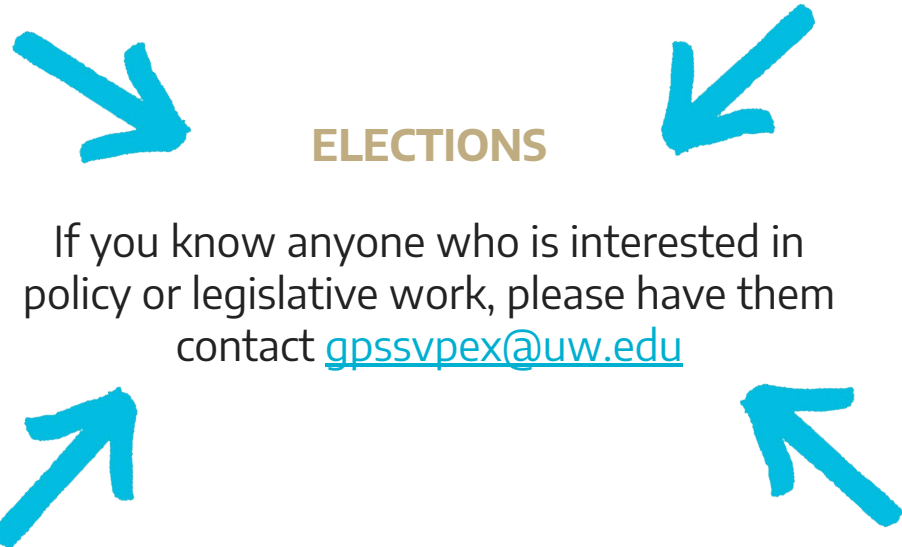 ELECTIONS
If you know anyone who is interested in
policy or legislative work, please have them
contact gpssvpex@uw.edu